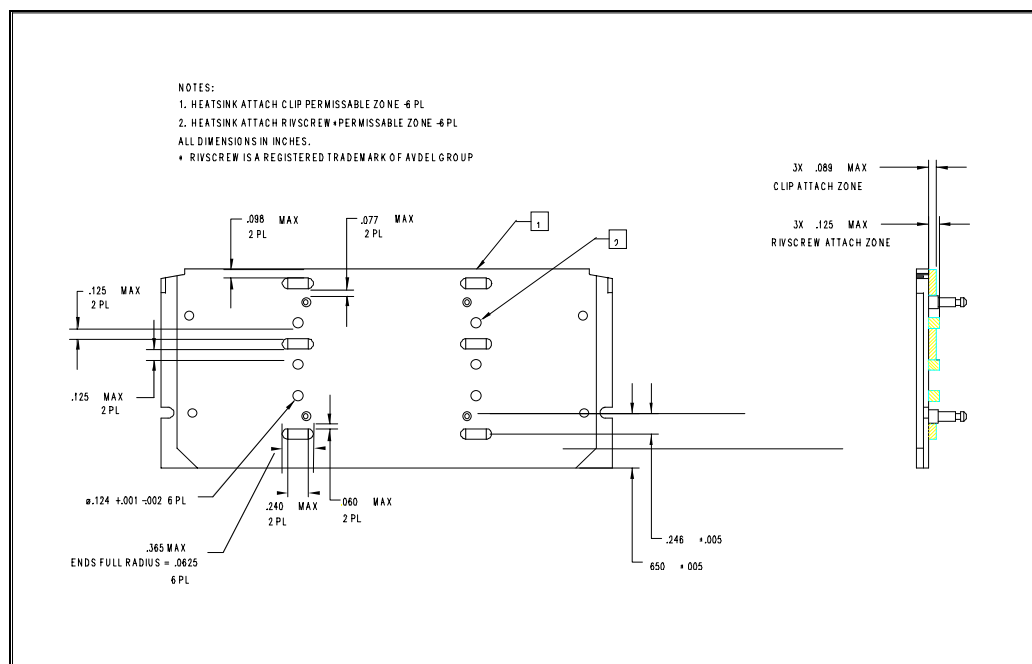 NOTES:
1. HEATSINK ATTACH CLIP PERMISSABLE ZONE -6 PL
2. HEATSINK ATTACH RIVSCREW* PERMISSABLE ZONE -6 PL
ALL DIMENSIONS IN INCHES.
* RIVSCREW IS A REGISTERED TRADEMARK OF AVDEL GROUP
3X .089 MAX
CLIP ATTACH ZONE
.098 MAX
2 PL
.077 MAX
2 PL
1
2
3X .125 MAX
RIVSCREW ATTACH ZONE
.125 MAX
2 PL
.125 MAX
2 PL
ø.124 +.001 -.002 6 PL
.240 MAX
2 PL
060 MAX
2 PL
.365 MAX
ENDS FULL RADIUS = .0625
6 PL
.246 ±.005
650 ±005